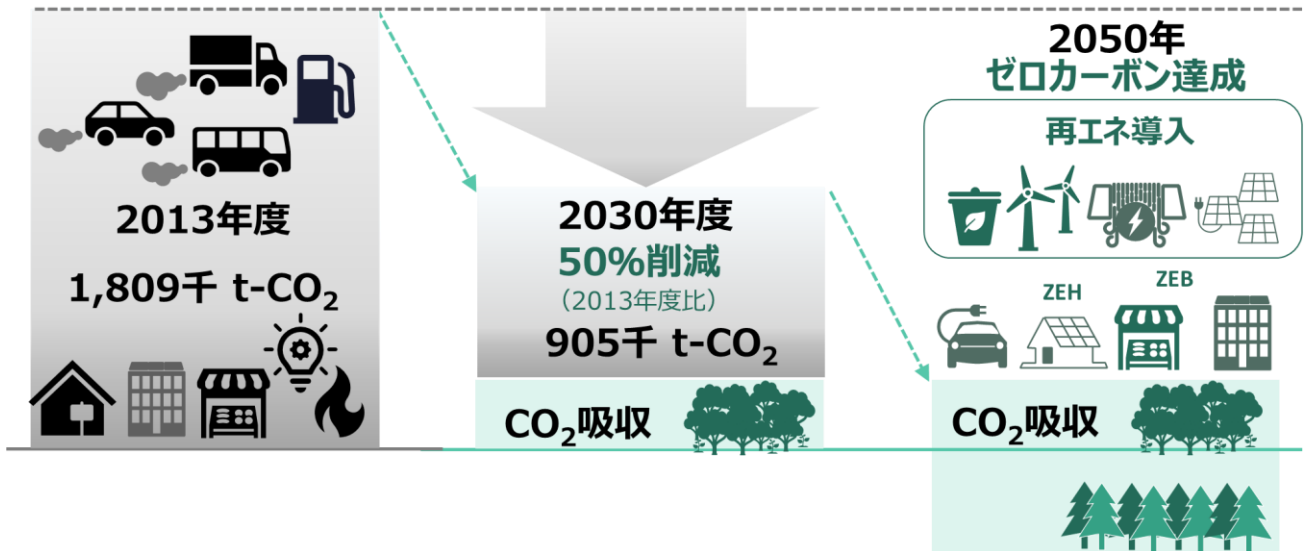 2013年度
1,809千 t-CO₂
2030年度
50%削減
（2013年度比）
905千 t-CO₂
CO₂吸収
2050年
ゼロカーボン達成
再エネ導入
ZEH
ZEB
CO₂吸収